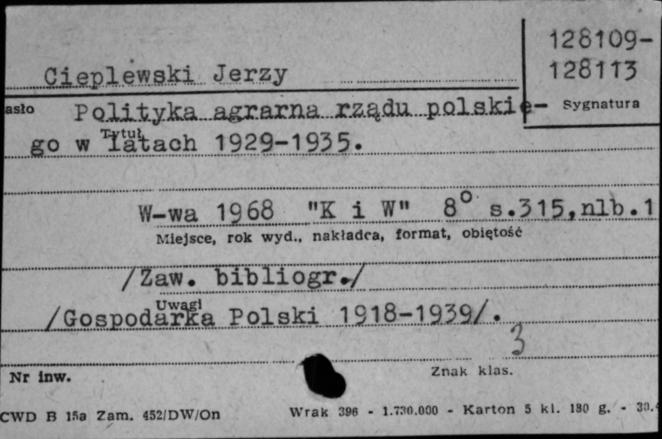 128109-
128113
Cieplewski Jerzy
asło Polityka agrarna rządu polskie- Sygnatura
Tytuł
go w latach 1929-1935.
W-wa 1968 "K i W" 8° s.315,nlb.1
Miejsce, rok wyd., nakładca, format, objętość
/Zaw. bibliogr./
Uwagi
/Gospodarka Polski 1918-1939/.
3
Nr inw. Znak klas.
CWD B 15a Zam. 452/DW/On Wrak 396 - 1.730.000 - Karton 5 kl. 180 g. - 30.